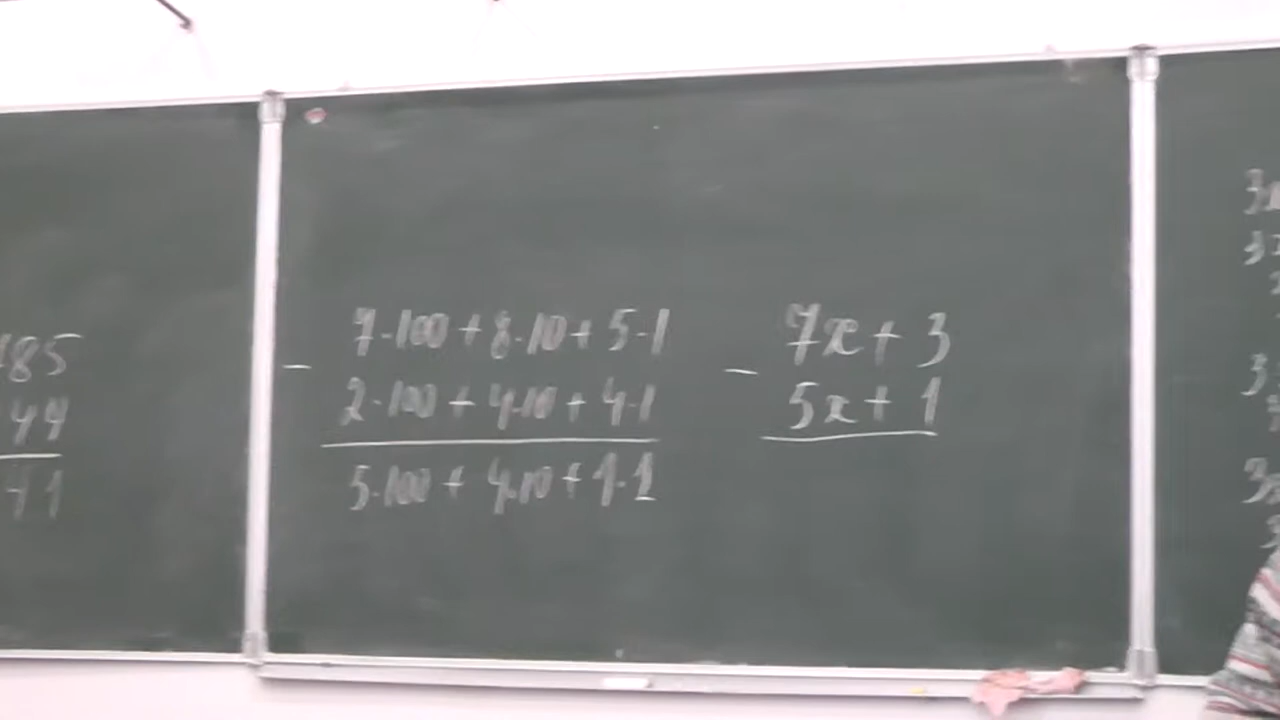 785
44
41
- 7·100 + 8·10 + 5·1
2·100 + 4·10 + 4·1
5·100 + 4·10 + 1·1
- 7x + 3
5x + 1